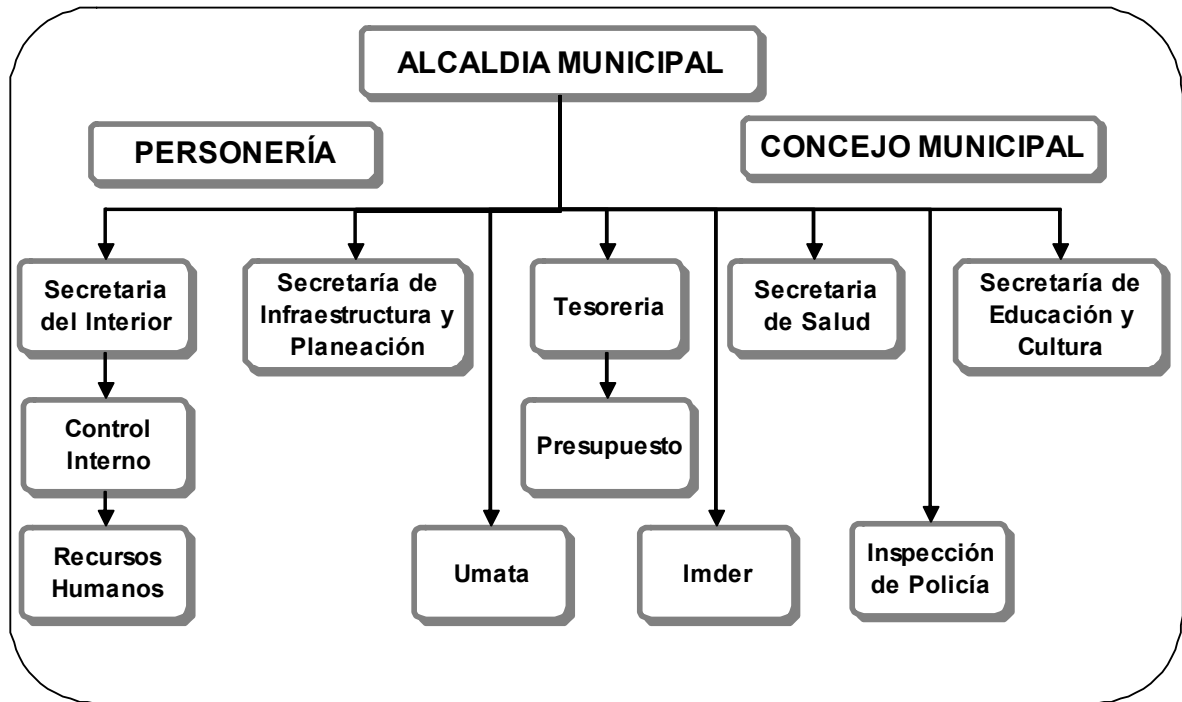 ALCALDIA MUNICIPAL
PERSONERÍA
CONCEJO MUNICIPAL
Secretaria
del Interior
Secretaría de
Infraestructura y
Planeación
Tesoreria
Secretaria
de Salud
Secretaría de
Educación y
Cultura
Control
Interno
Presupuesto
Recursos
Humanos
Umata
Imder
Inspección
de Policía